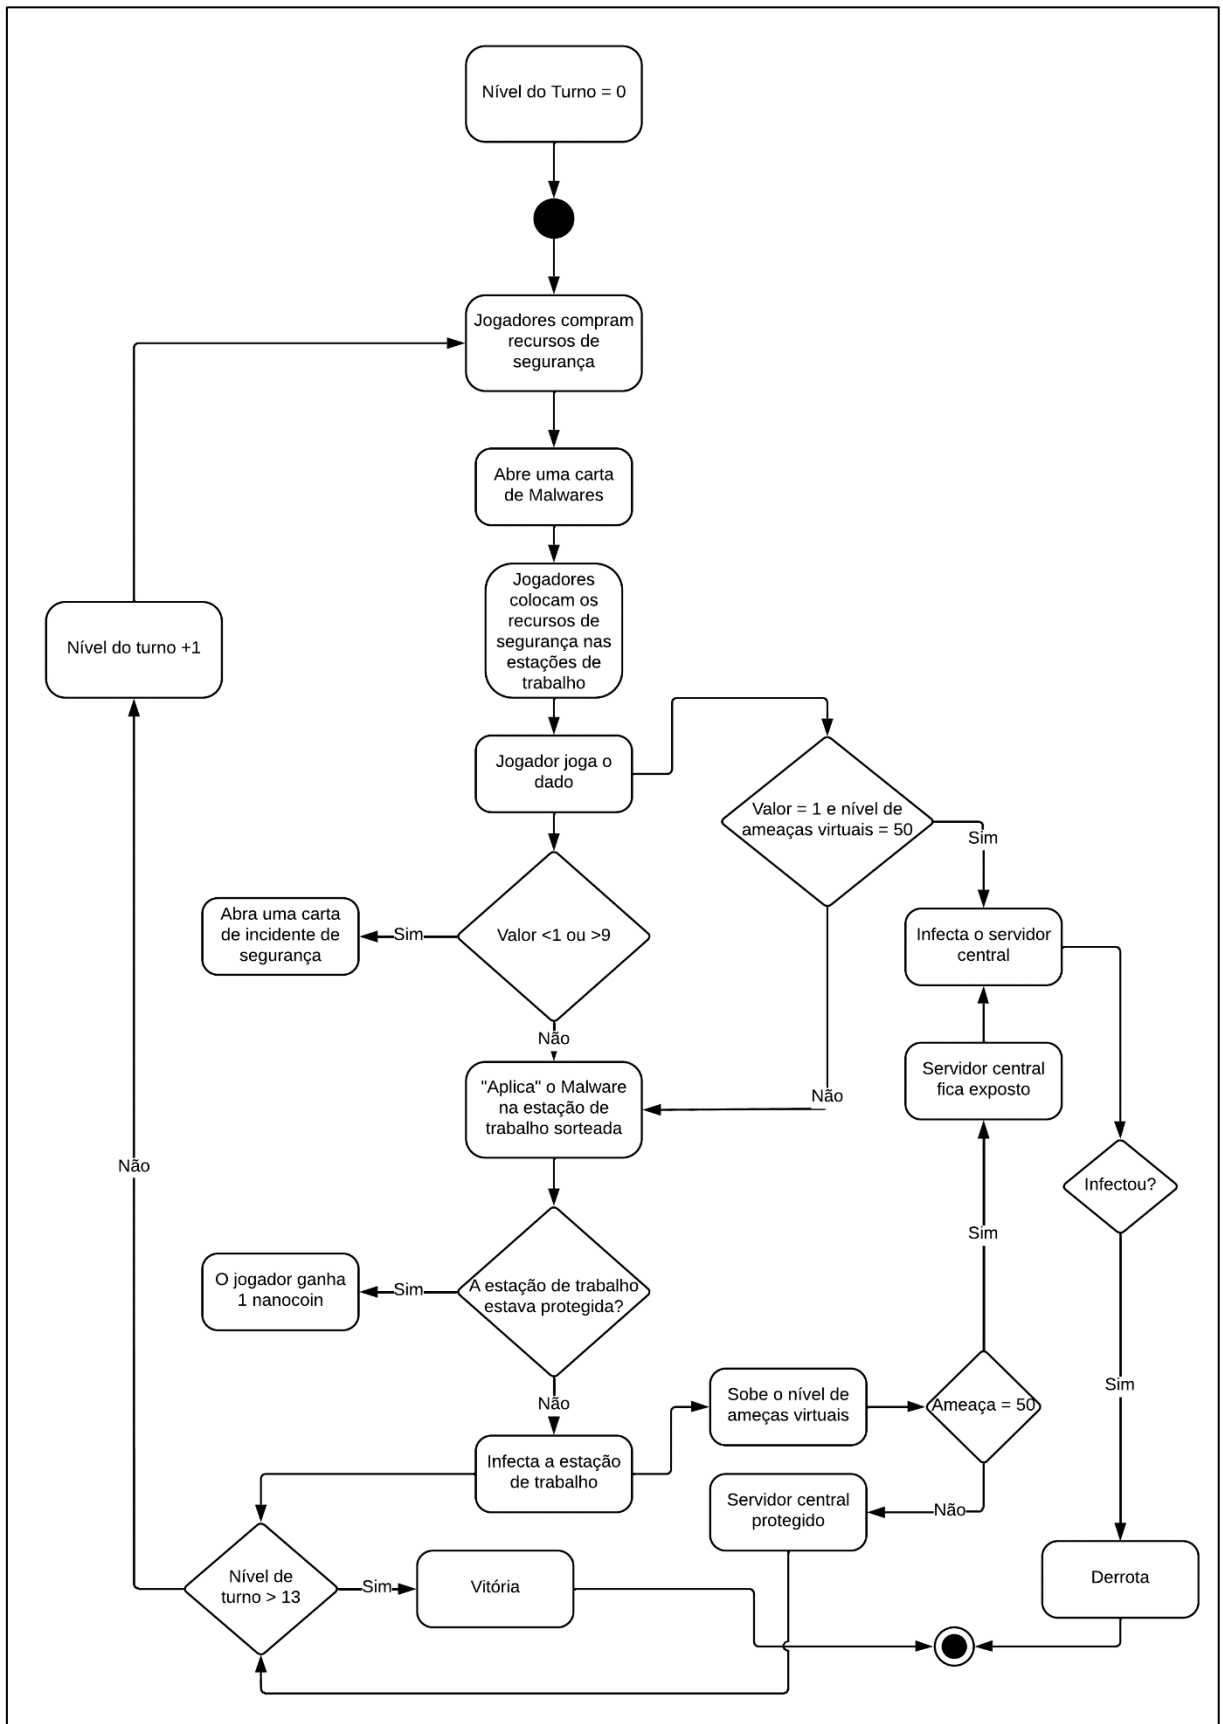 Nível do Turno = 0
Jogadores compram
recursos de
segurança
Abre uma carta
de Malwares
Jogadores
colocam os
recursos de
segurança nas
estações de
trabalho
Nível do turno +1
Jogador joga o
dado
Valor = 1 e nível de
ameaças virtuais = 50
Sim
Abra uma carta
de incidente de
segurança
Sim
Valor <1 ou >9
Infecta o servidor
central
Não
"Aplica" o Malware
na estação de
trabalho sorteada
Não
Servidor central
fica exposto
Não
Infectou?
Sim
O jogador ganha
1 nanocoin
Sim
A estação de trabalho
estava protegida?
Sim
Não
Sobe o nível de
ameças virtuais
Ameaça = 50
Infecta a estação
de trabalho
Servidor central
protegido
Não
Nível de
turno > 13
Sim
Vitória
Derrota